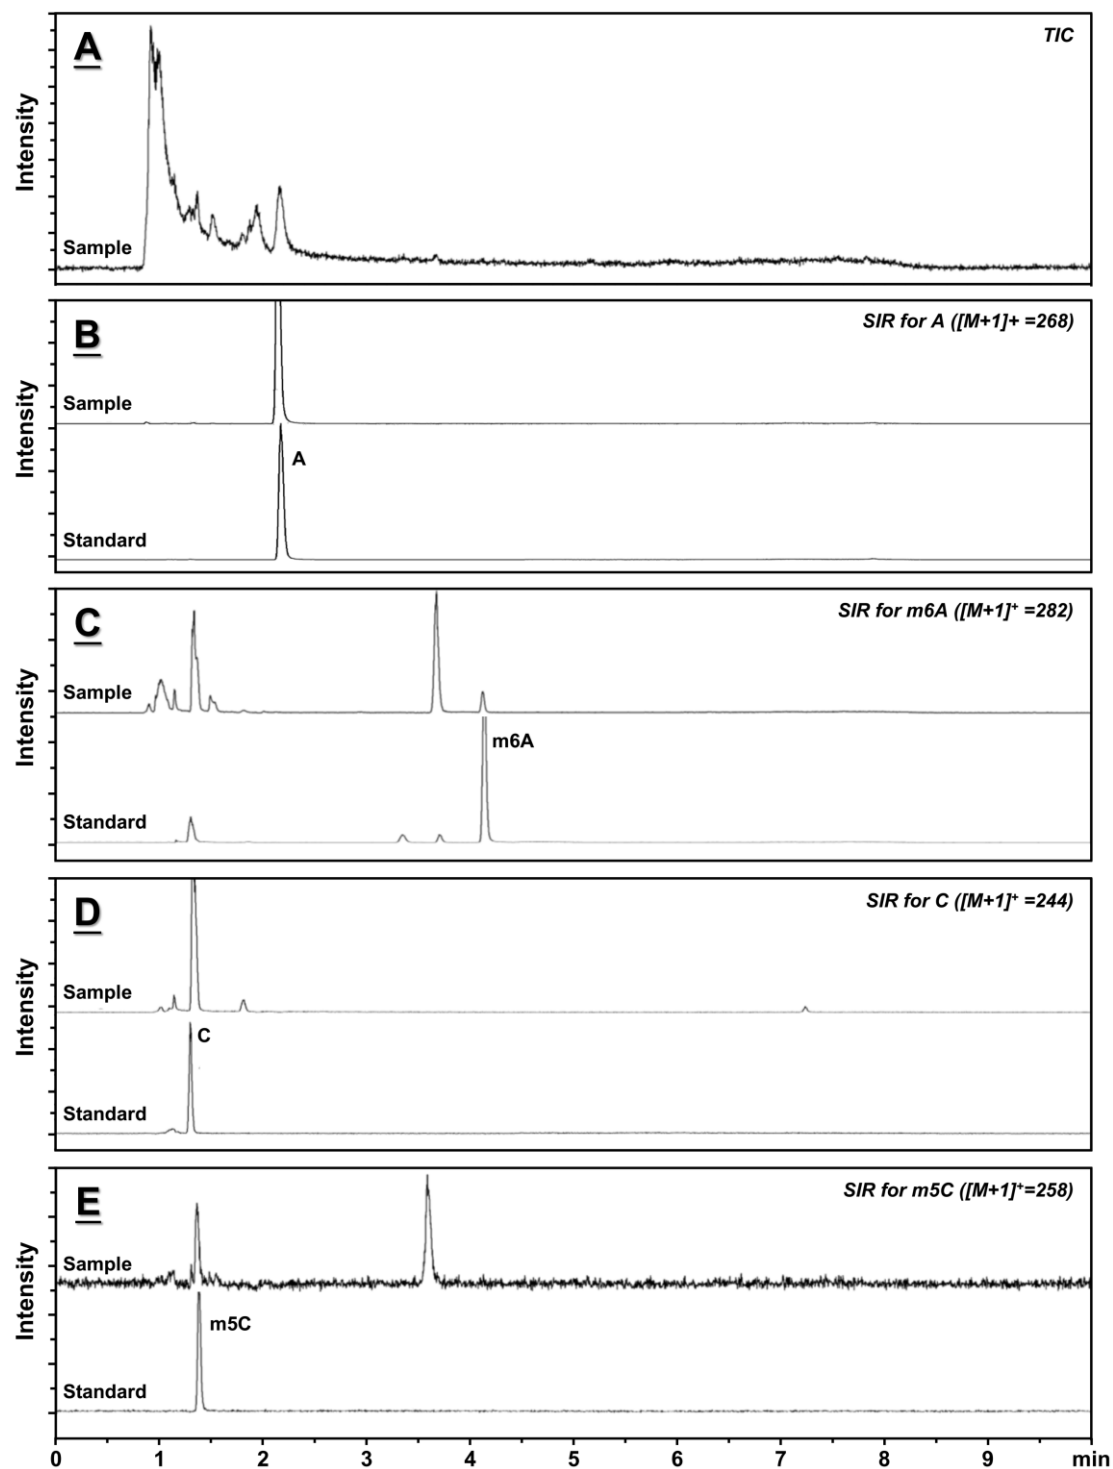 A
TIC
Intensity
Sample
B
SIR for A ([M+1]+ =268)
Intensity
Sample
A
Standard
C
SIR for m6A ([M+1]⁺ =282)
Intensity
Sample
m6A
Standard
D
SIR for C ([M+1]⁺ =244)
Intensity
Sample
C
Standard
E
SIR for m5C ([M+1]⁺=258)
Intensity
Sample
m5C
Standard
0 1 2 3 4 5 6 7 8 9 min